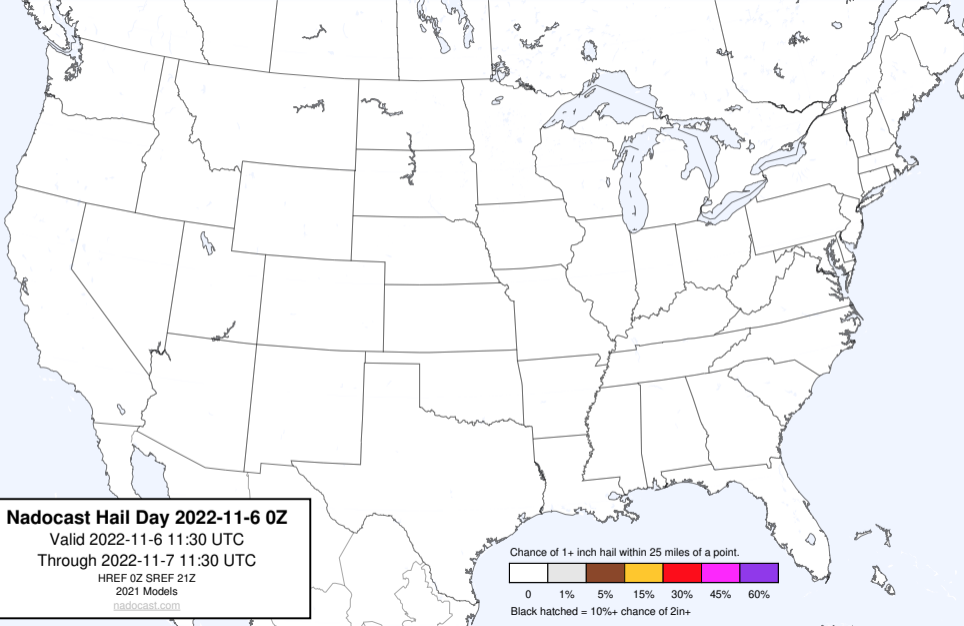 Nadocast Hail Day 2022-11-6 0Z
Valid 2022-11-6 11:30 UTC
Through 2022-11-7 11:30 UTC
HREF 0Z SREF 21Z
2021 Models
nadocast.com
Chance of 1+ inch hail within 25 miles of a point.
0 1% 5% 15% 30% 45% 60%
Black hatched = 10%+ chance of 2in+